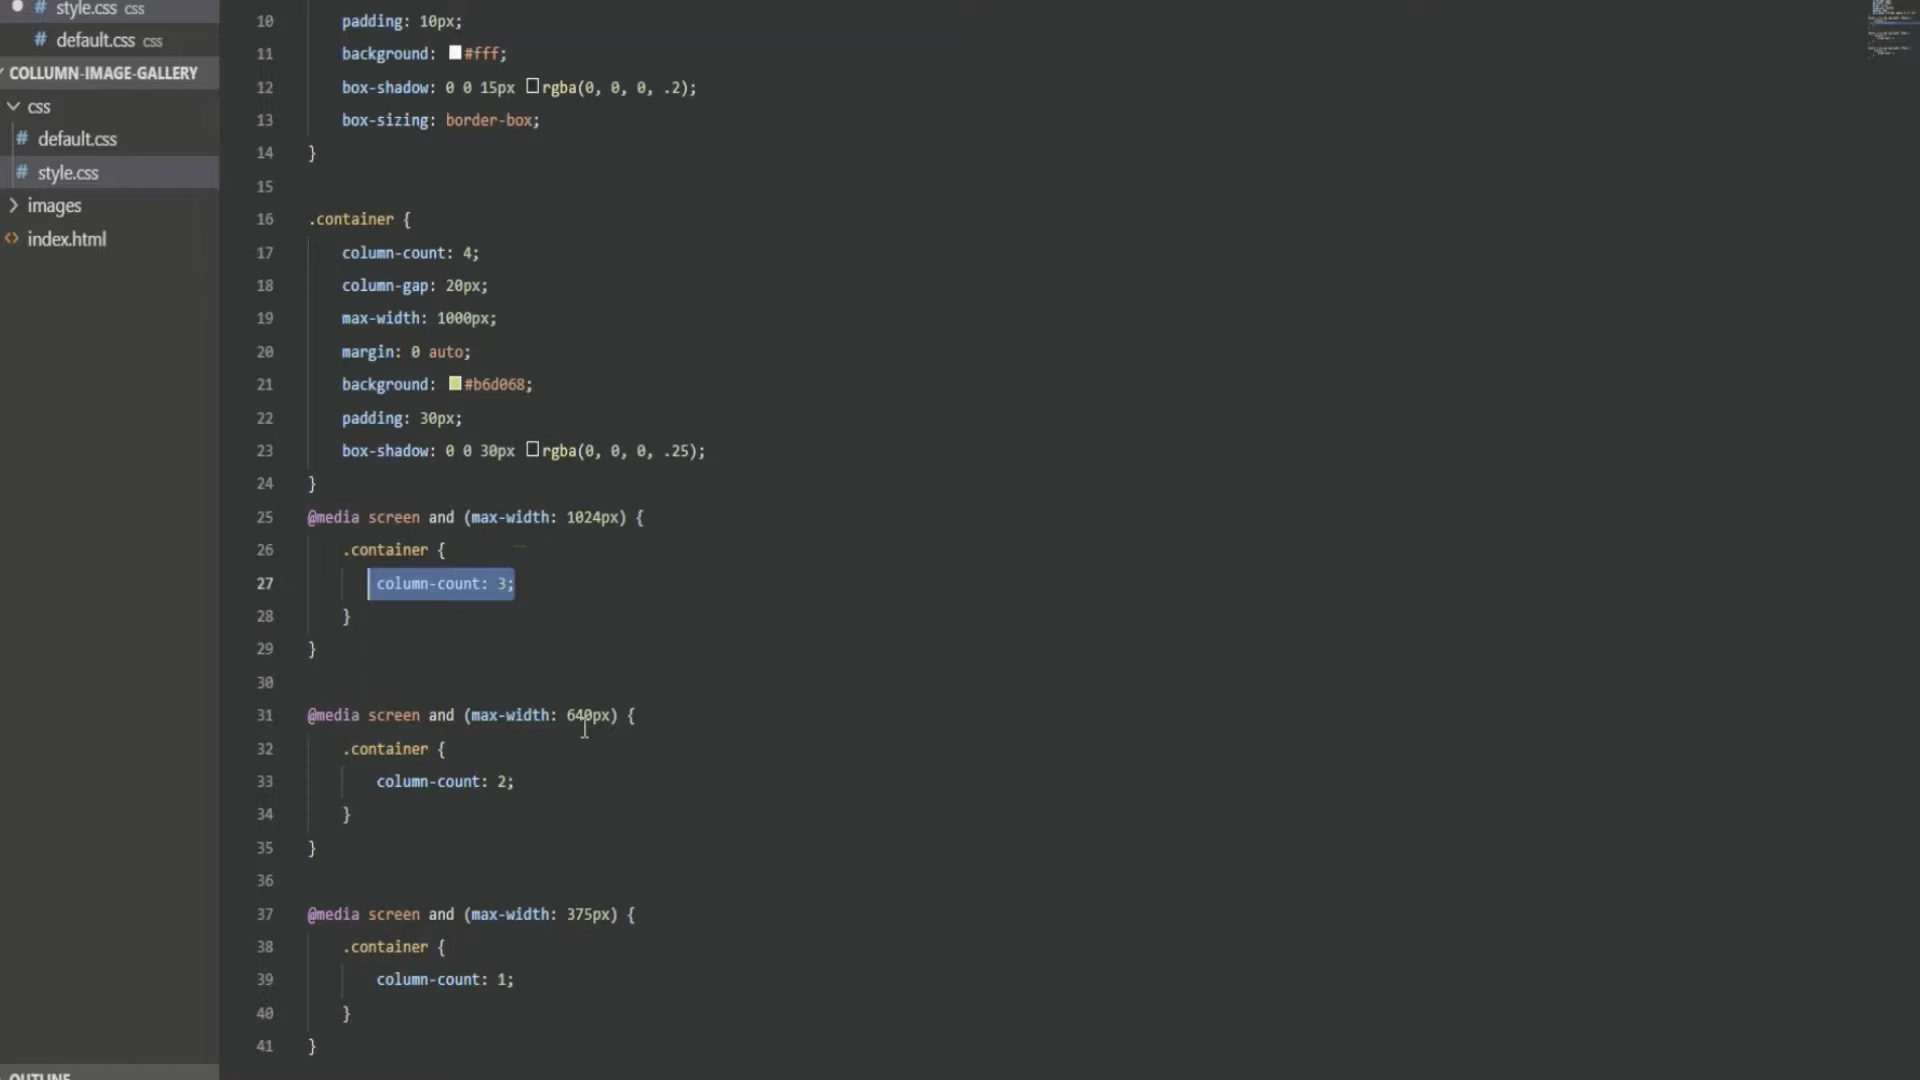 style.css css
default.css css
COLLUMN-IMAGE-GALLERY
css
default.css
style.css
images
index.html
10 padding: 10px;
11 background: #fff;
12 box-shadow: 0 0 15px rgba(0, 0, 0, .2);
13 box-sizing: border-box;
14 }
15
16 .container {
17 column-count: 4;
18 column-gap: 20px;
19 max-width: 1000px;
20 margin: 0 auto;
21 background: #b6d068;
22 padding: 30px;
23 box-shadow: 0 0 30px rgba(0, 0, 0, .25);
24 }
25 @media screen and (max-width: 1024px) {
26 .container {
27 column-count: 3;
28 }
29 }
30
31 @media screen and (max-width: 640px) {
32 .container {
33 column-count: 2;
34 }
35 }
36
37 @media screen and (max-width: 375px) {
38 .container {
39 column-count: 1;
40 }
41 }
OUTLINE